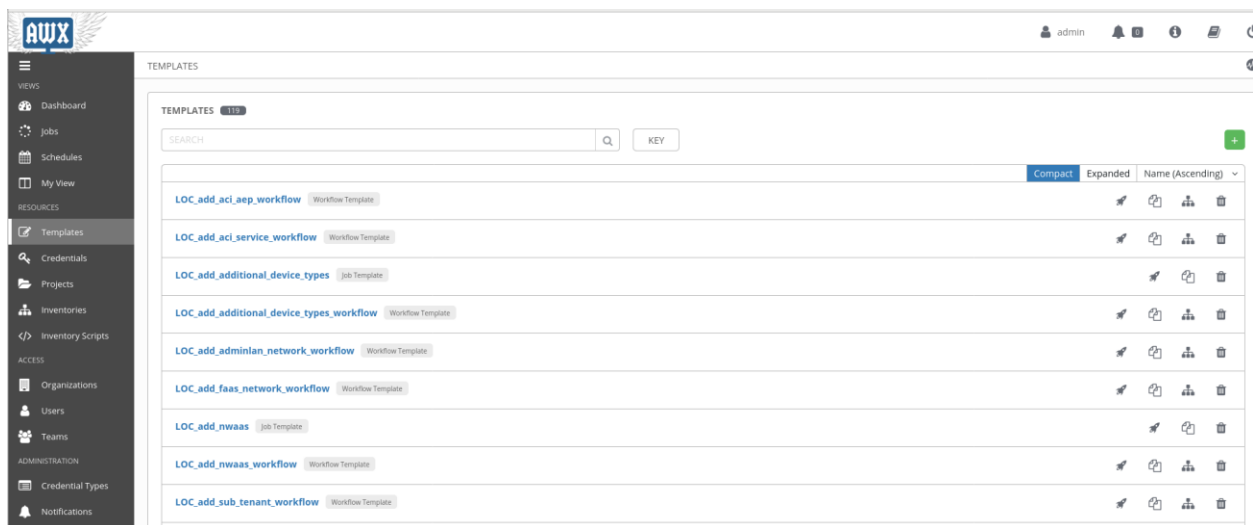 AWX
admin
0
TEMPLATES
VIEWS
Dashboard
Jobs
Schedules
My View
RESOURCES
Templates
Credentials
Projects
Inventories
Inventory Scripts
ACCESS
Organizations
Users
Teams
ADMINISTRATION
Credential Types
Notifications
TEMPLATES 115
SEARCH
KEY
+
Compact Expanded Name (Ascending)
LOC_add_aci_aep_workflow Workflow Template
LOC_add_aci_service_workflow Workflow Template
LOC_add_additional_device_types Job Template
LOC_add_additional_device_types_workflow Workflow Template
LOC_add_adminlan_network_workflow Workflow Template
LOC_add_faas_network_workflow Workflow Template
LOC_add_nwaas Job Template
LOC_add_nwaas_workflow Workflow Template
LOC_add_sub_tenant_workflow Workflow Template